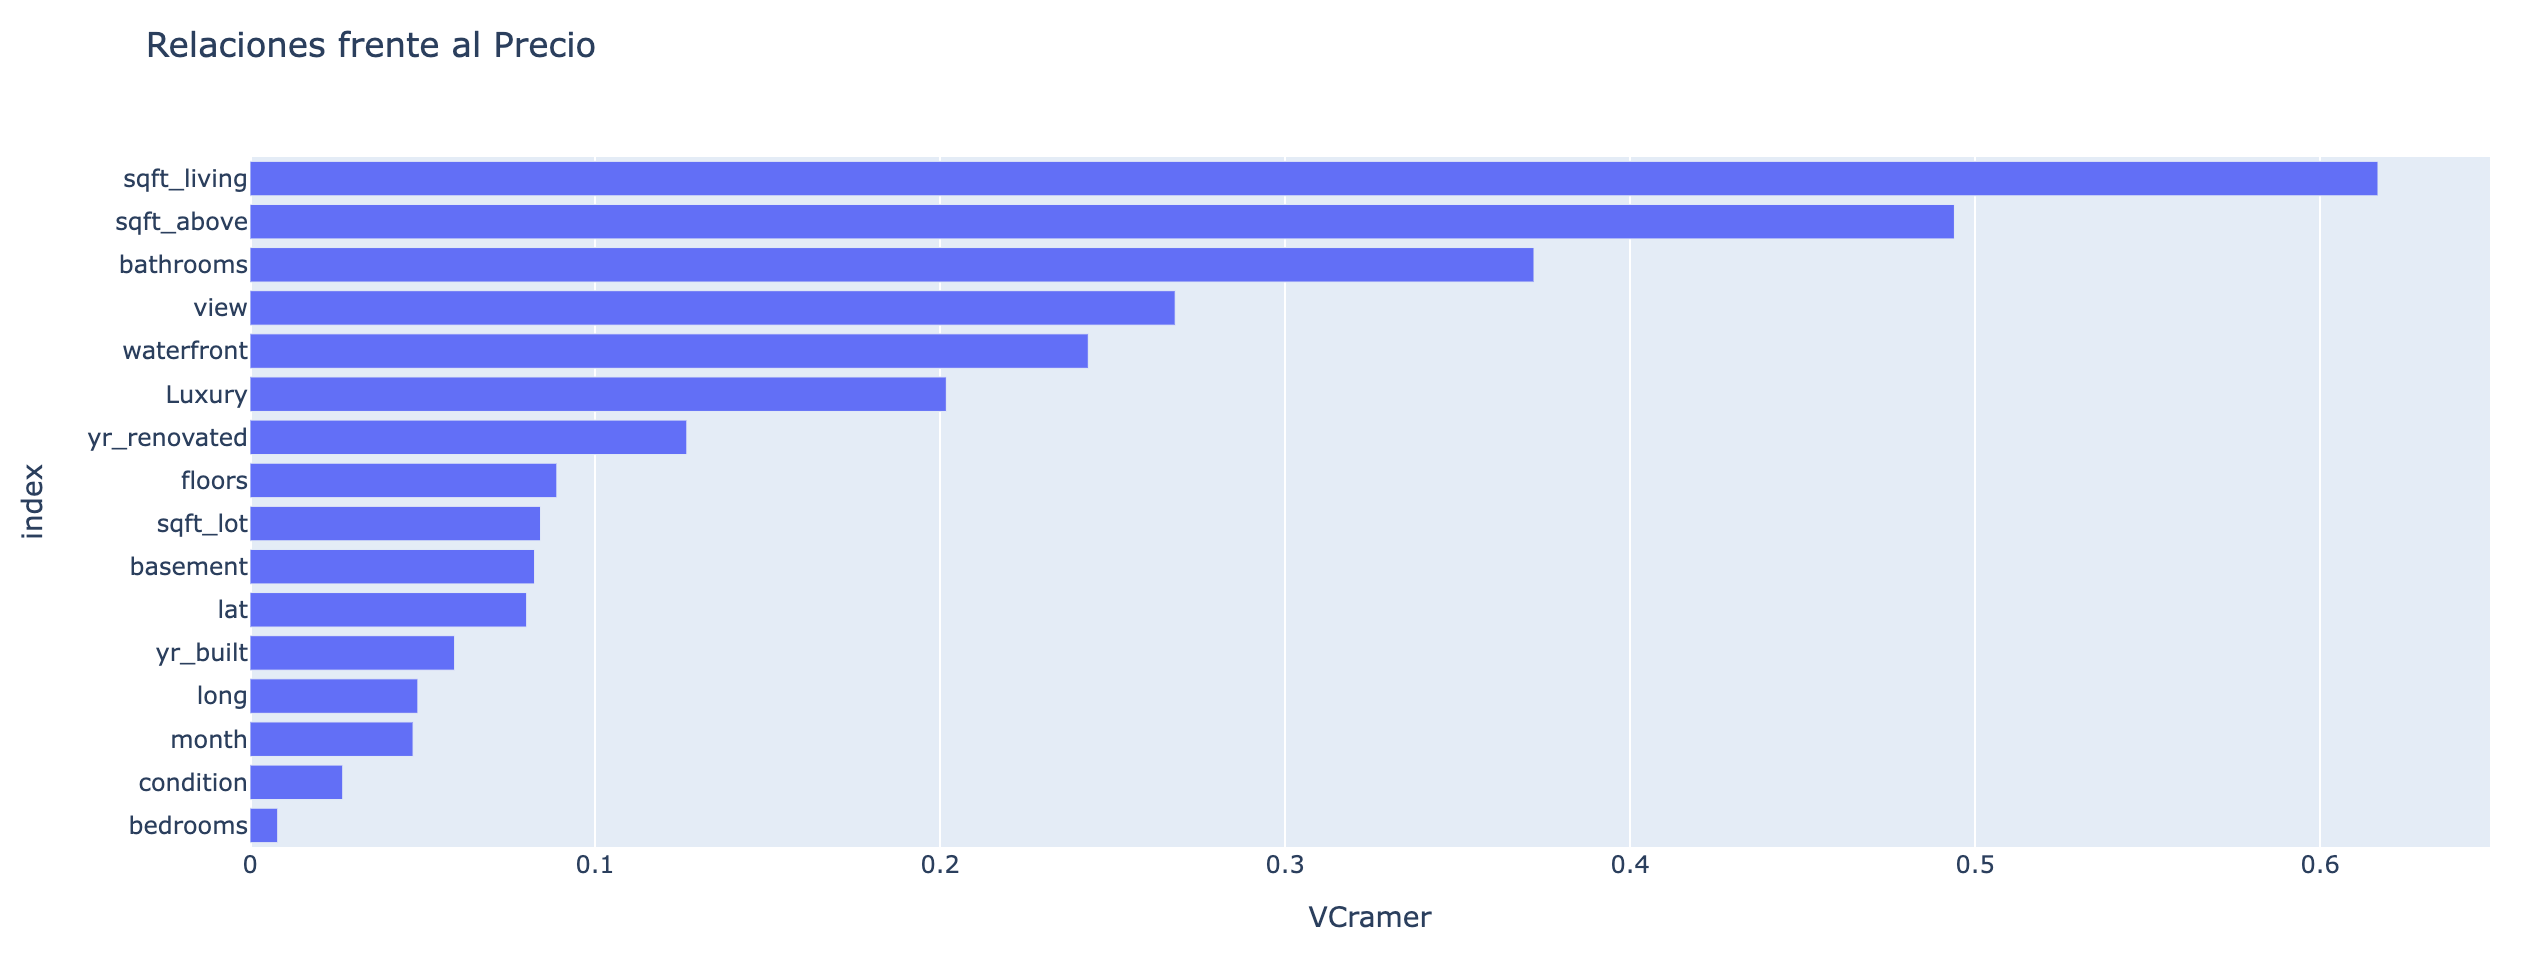 Relaciones frente al Precio
sqft_living
sqft_above
bathrooms
view
waterfront
Luxury
yr_renovated
floors
sqft_lot
basement
lat
yr_built
long
month
condition
bedrooms
index
0 0.1 0.2 0.3 0.4 0.5 0.6
VCramer